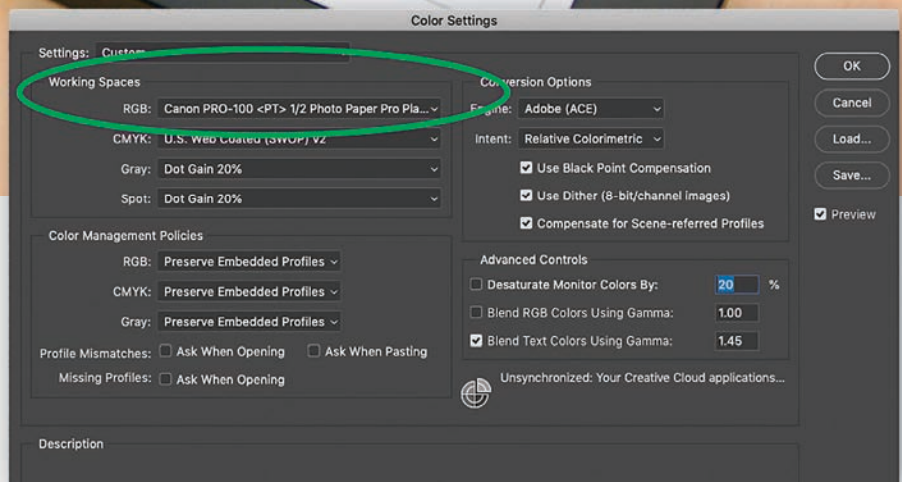 Color Settings
Settings: Custom
Working Spaces
RGB: Canon PRO-100 <PT> 1/2 Photo Paper Pro Pla...
CMYK: U.S. Web Coated (SWOP) v2
Gray: Dot Gain 20%
Spot: Dot Gain 20%
Color Management Policies
RGB: Preserve Embedded Profiles
CMYK: Preserve Embedded Profiles
Gray: Preserve Embedded Profiles
Profile Mismatches: Ask When Opening Ask When Pasting
Missing Profiles: Ask When Opening
Description
Conversion Options
Engine: Adobe (ACE)
Intent: Relative Colorimetric
Use Black Point Compensation
Use Dither (8-bit/channel images)
Compensate for Scene-referred Profiles
Advanced Controls
Desaturate Monitor Colors By: 20 %
Blend RGB Colors Using Gamma: 1.00
Blend Text Colors Using Gamma: 1.45
Unsynchronized: Your Creative Cloud applications...
OK
Cancel
Load...
Save...
Preview